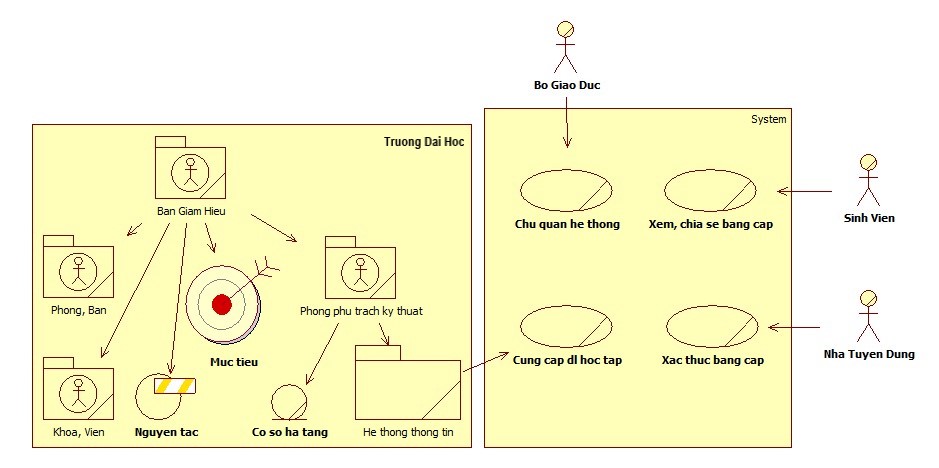 Bo Giao Duc
Truong Dai Hoc
System
Ban Giam Hieu
Chu quan he thong
Xem, chia se bang cap
Sinh Vien
Phong, Ban
Phong phu trach ky thuat
Muc tieu
Cung cap dl hoc tap
Xac thuc bang cap
Nha Tuyen Dung
Khoa, Vien
Nguyen tac
Co so ha tang
He thong thong tin